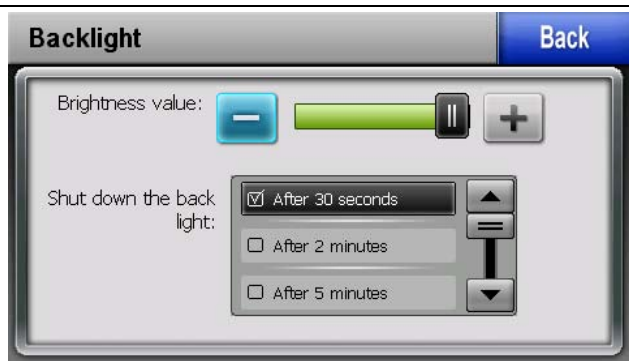 Backlight
Back
Brightness value:
Shut down the back
light:
After 30 seconds
After 2 minutes
After 5 minutes